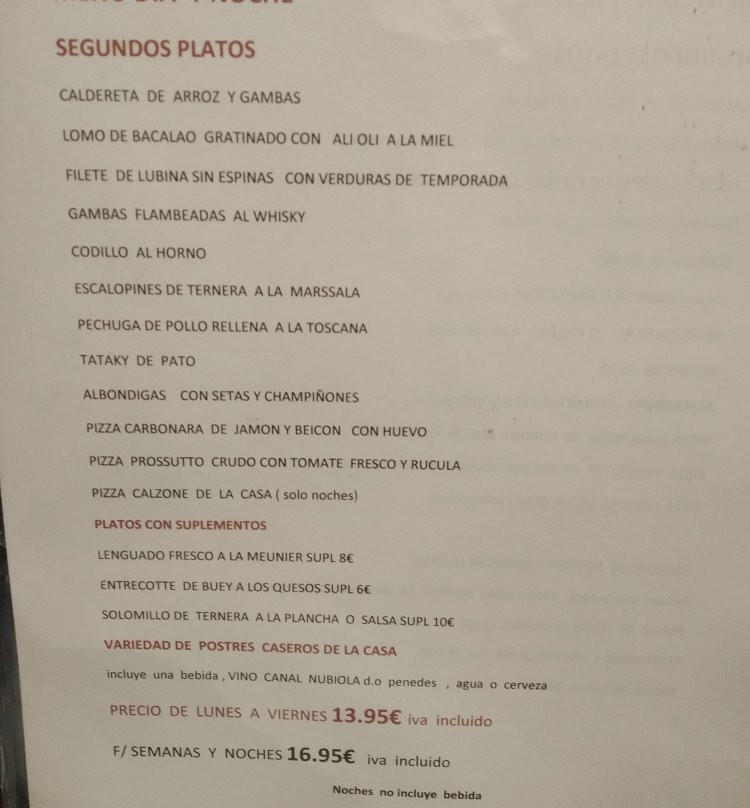 MENU DIA Y NOCHE
SEGUNDOS PLATOS
CALDERETA DE ARROZ Y GAMBAS
LOMO DE BACALAO GRATINADO CON ALI OLI A LA MIEL
FILETE DE LUBINA SIN ESPINAS CON VERDURAS DE TEMPORADA
GAMBAS FLAMBEADAS AL WHISKY
CODILLO AL HORNO
ESCALOPINES DE TERNERA A LA MARSSALA
PECHUGA DE POLLO RELLENA A LA TOSCANA
TATAKY DE PATO
ALBONDIGAS CON SETAS Y CHAMPIÑONES
PIZZA CARBONARA DE JAMON Y BEICON CON HUEVO
PIZZA PROSSUTTO CRUDO CON TOMATE FRESCO Y RUCULA
PIZZA CALZONE DE LA CASA ( solo noches)
PLATOS CON SUPLEMENTOS
LENGUADO FRESCO A LA MEUNIER SUPL 8€
ENTRECOTTE DE BUEY A LOS QUESOS SUPL 6€
SOLOMILLO DE TERNERA A LA PLANCHA O SALSA SUPL 10€
VARIEDAD DE POSTRES CASEROS DE LA CASA
incluye una bebida , VINO CANAL NUBIOLA d.o penedes , agua o cerveza
PRECIO DE LUNES A VIERNES 13.95€ iva incluido
F/ SEMANAS Y NOCHES 16.95€ iva incluido
Noches no incluye bebida